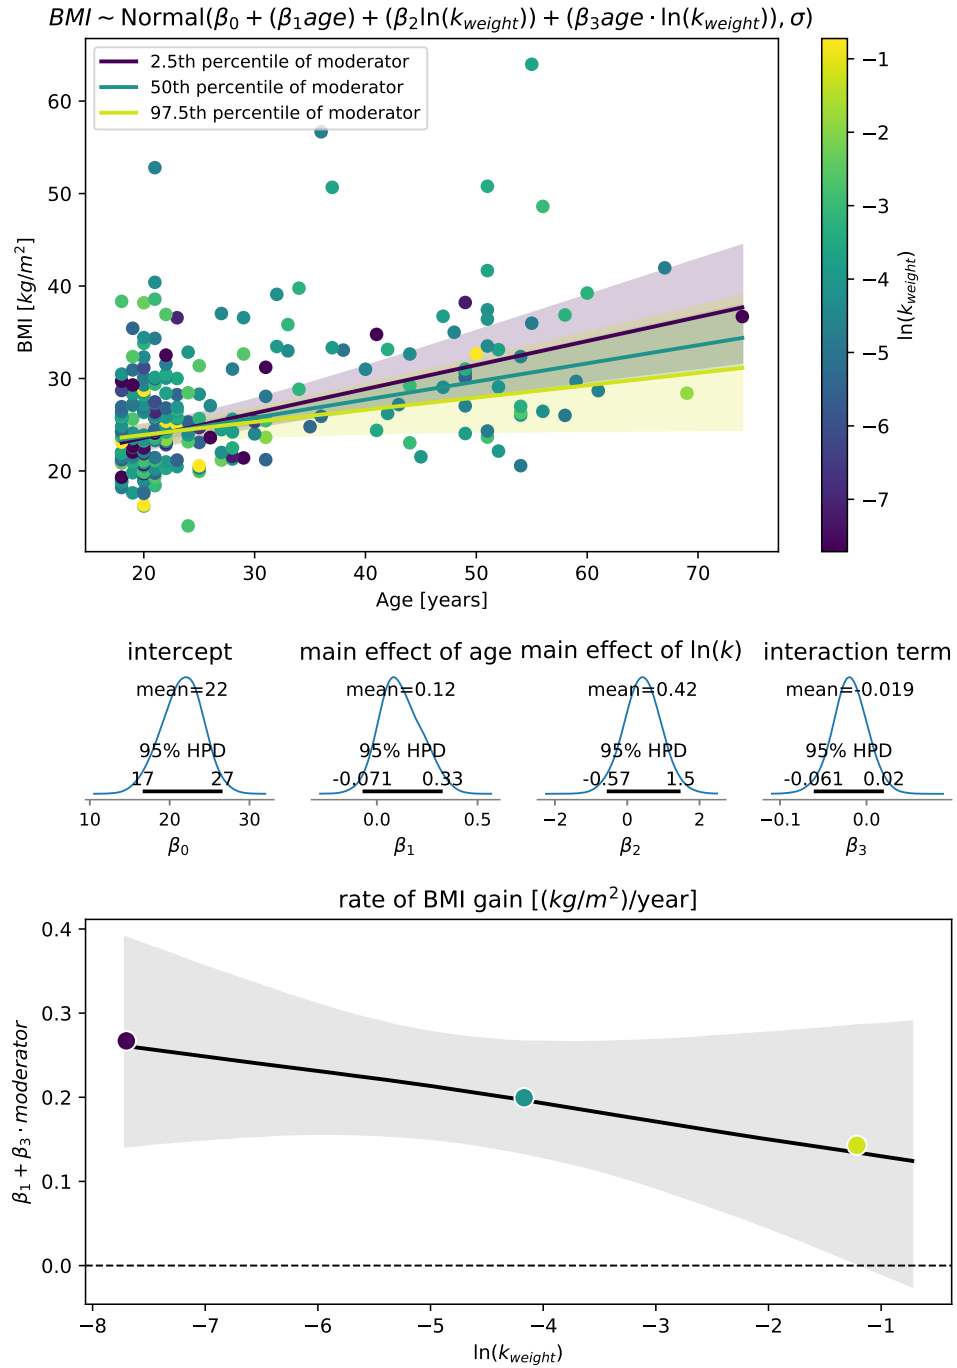 BMI ~ Normal(β₀ + (β₁age) + (β₂ln(k_weight)) + (β₃age · ln(k_weight)), σ)
2.5th percentile of moderator
50th percentile of moderator
97.5th percentile of moderator
BMI [kg/m²]
60
50
40
30
20
20 30 40 50 60 70
Age [years]
−1
−2
−3
−4
−5
−6
−7
ln(k_weight)
intercept
mean=22
95% HPD
17 27
10 20 30
β₀
main effect of age
mean=0.12
95% HPD
-0.071 0.33
0.0 0.5
β₁
main effect of ln(k)
mean=0.42
95% HPD
-0.57 1.5
−2 0 2
β₂
interaction term
mean=-0.019
95% HPD
-0.061 0.02
−0.1 0.0
β₃
rate of BMI gain [(kg/m²)/year]
β₁ + β₃ · moderator
0.4
0.3
0.2
0.1
0.0
−8 −7 −6 −5 −4 −3 −2 −1
ln(k_weight)